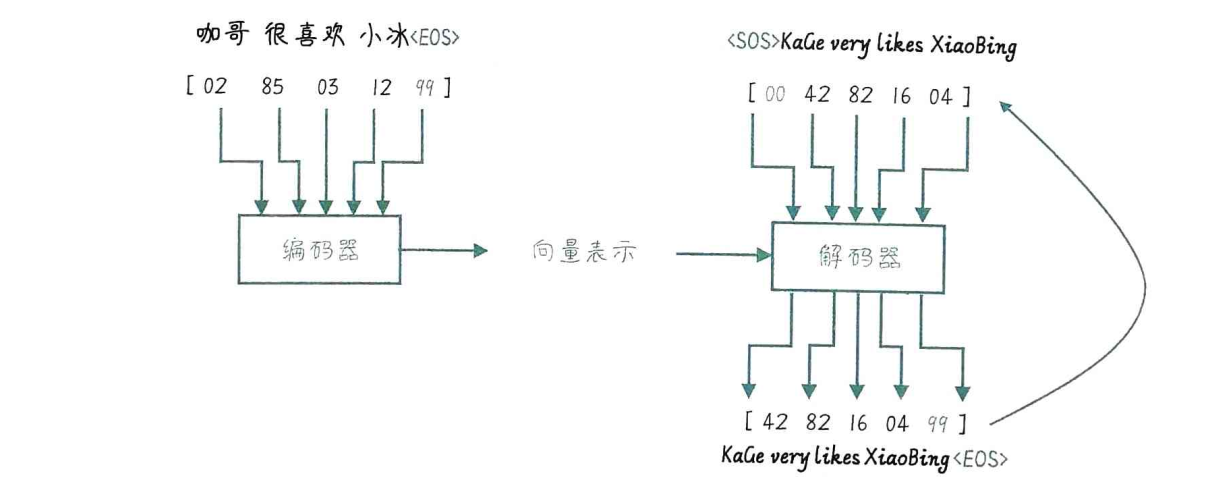 咖哥 很喜欢 小冰<EOS>
[ 02 85 03 12 99 ]
编码器
向量表示
<SOS>KaGe very likes XiaoBing
[ 00 42 82 16 04 ]
解码器
[ 42 82 16 04 99 ]
KaGe very likes XiaoBing<EOS>